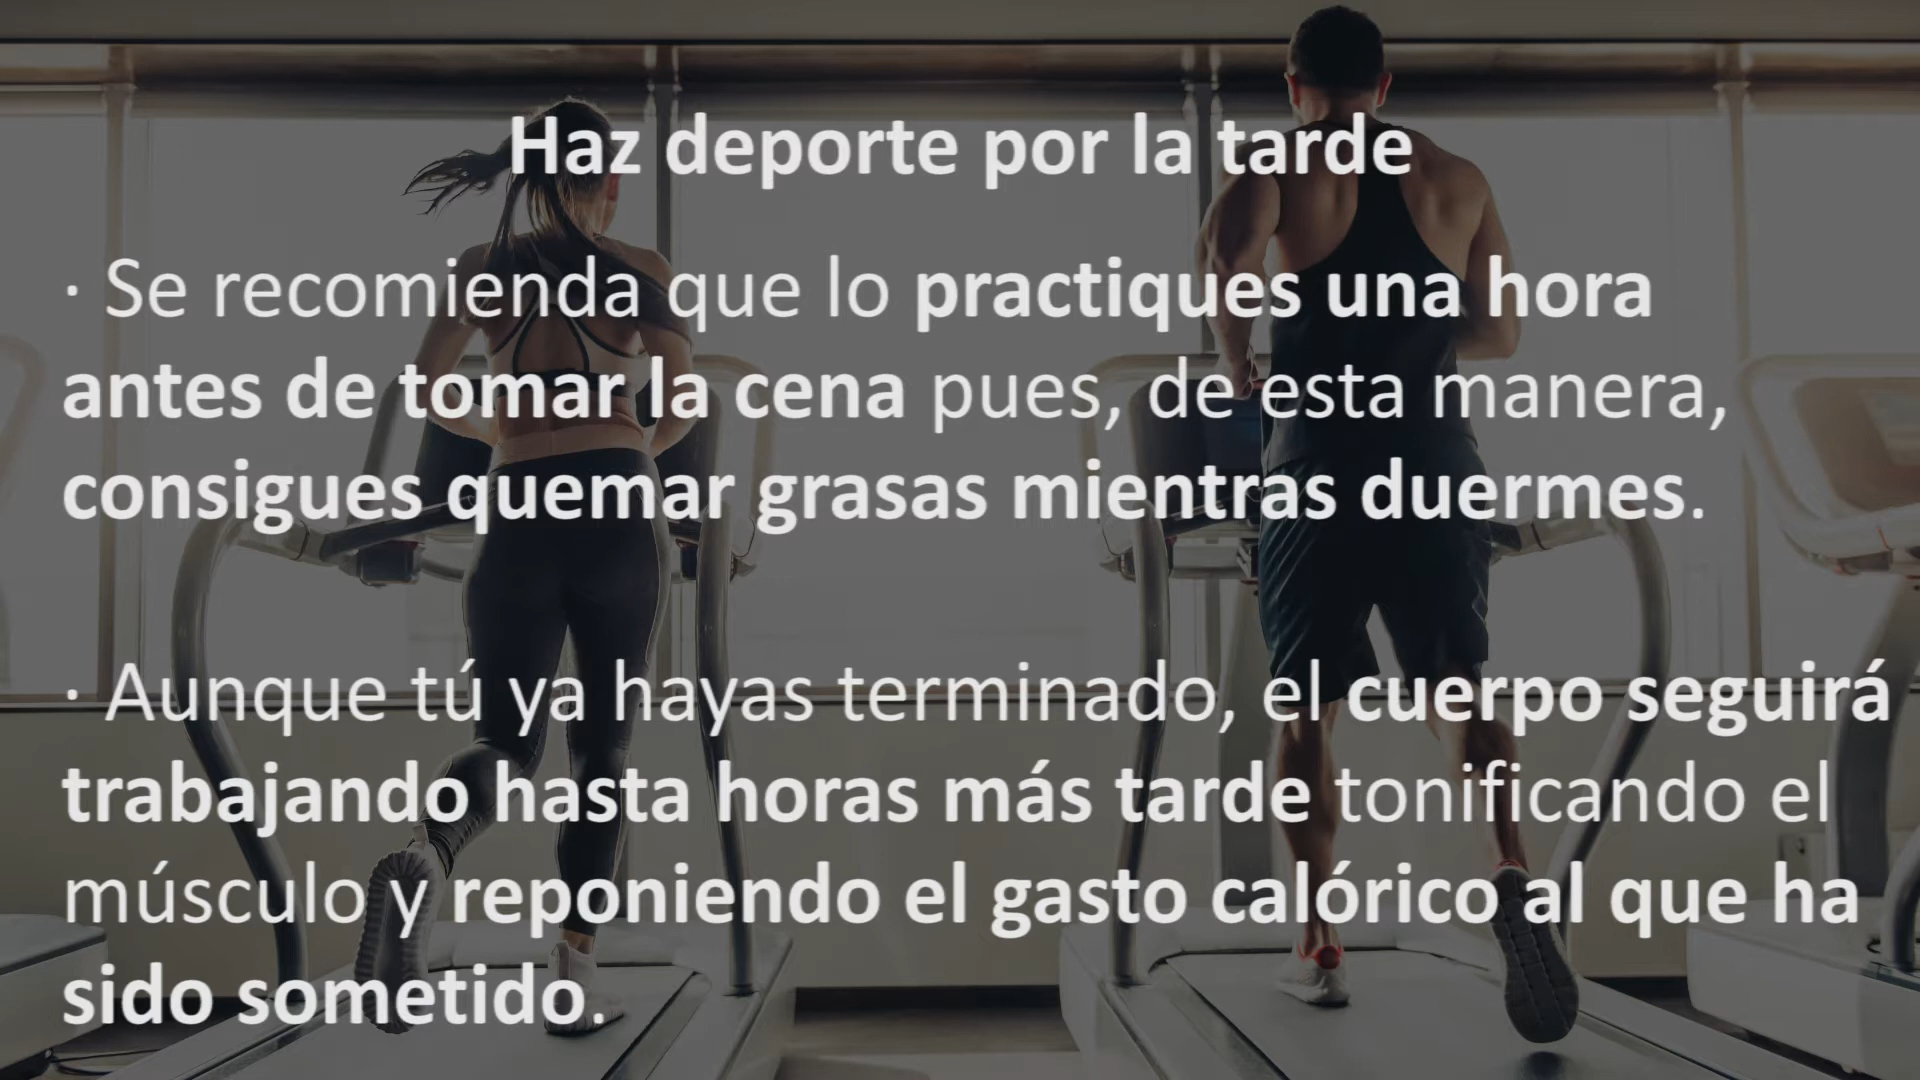 Haz deporte por la tarde
· Se recomienda que lo practiques una hora
antes de tomar la cena pues, de esta manera,
consigues quemar grasas mientras duermes.
· Aunque tú ya hayas terminado, el cuerpo seguirá
trabajando hasta horas más tarde tonificando el
músculo y reponiendo el gasto calórico al que ha
sido sometido.